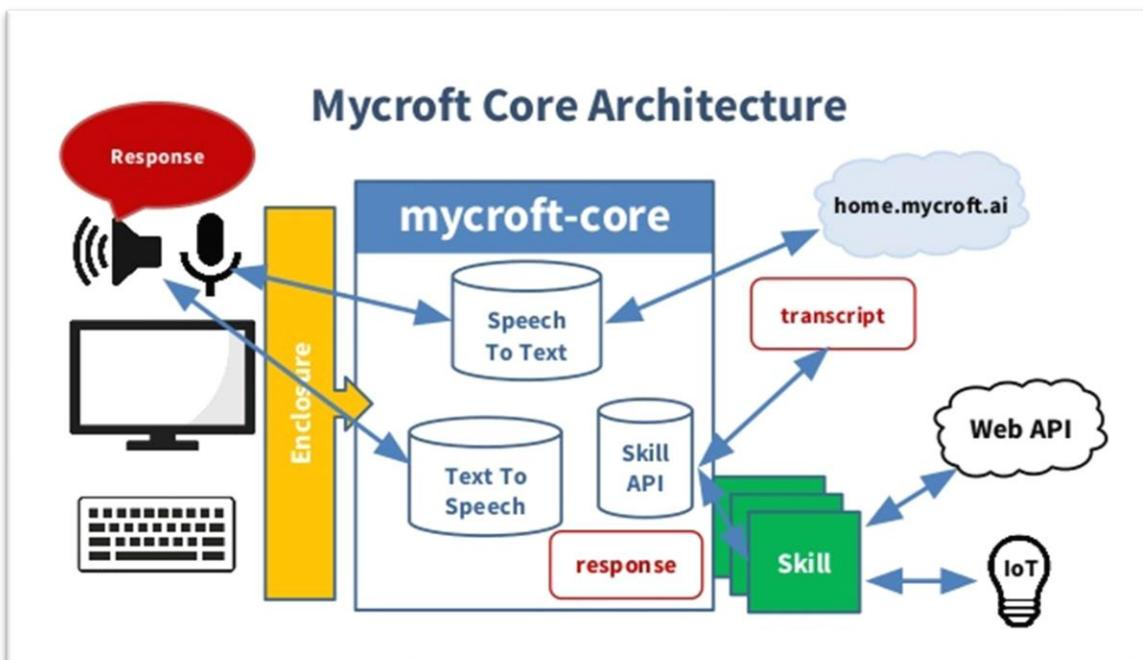 Mycroft Core Architecture
Response
mycroft-core
home.mycroft.ai
Speech
To Text
transcript
Enclosure
Text To
Speech
Skill
API
Web API
response
Skill
IoT